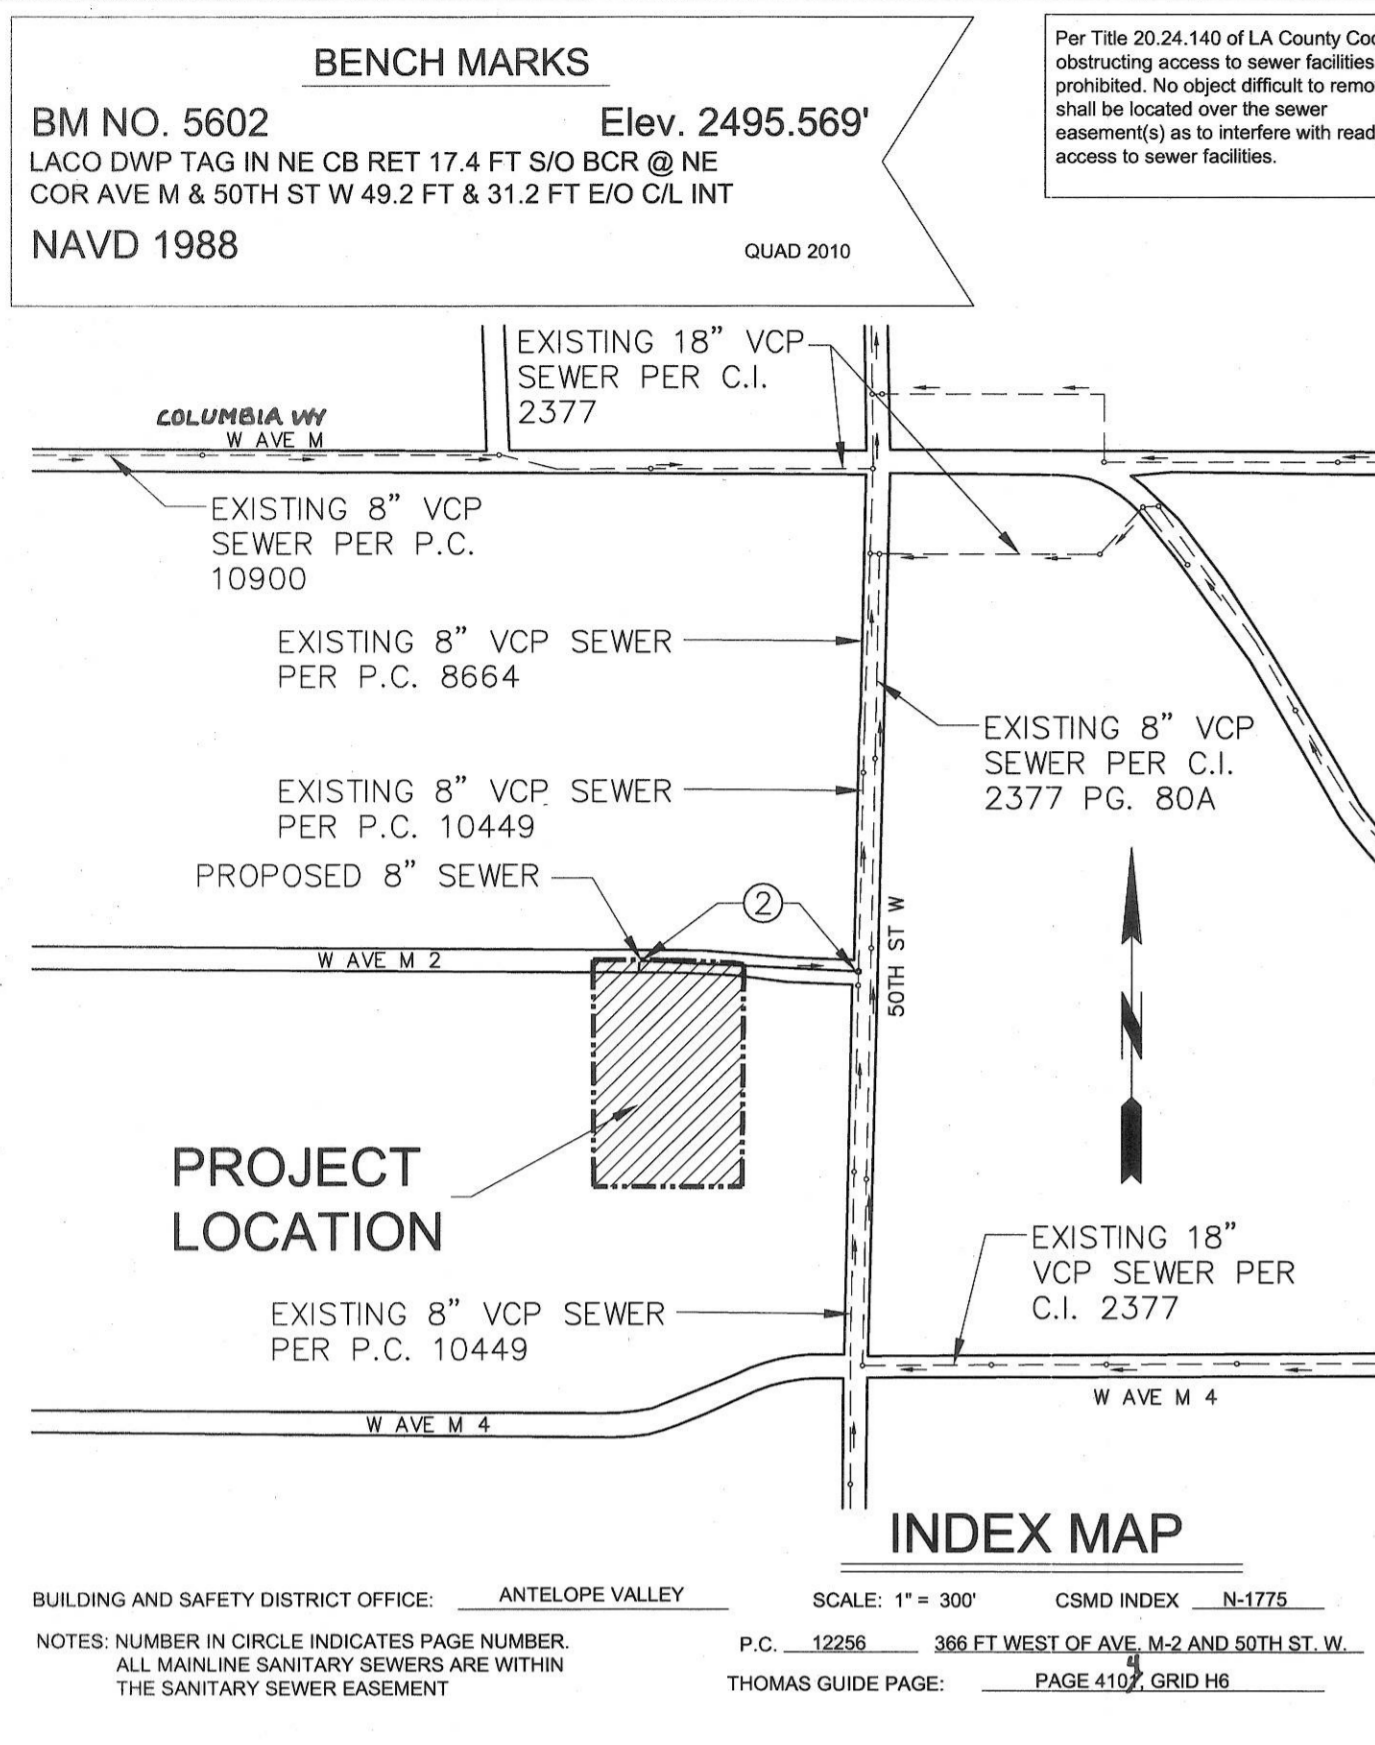 BENCH MARKS
BM NO. 5602 Elev. 2495.569'
LACO DWP TAG IN NE CB RET 17.4 FT S/O BCR @ NE
COR AVE M & 50TH ST W 49.2 FT & 31.2 FT E/O C/L INT
NAVD 1988 QUAD 2010
Per Title 20.24.140 of LA County Coo
obstructing access to sewer facilities
prohibited. No object difficult to remo
shall be located over the sewer
easement(s) as to interfere with read
access to sewer facilities.
EXISTING 18" VCP
SEWER PER C.I.
2377
COLUMBIA WY
W AVE M
EXISTING 8" VCP
SEWER PER P.C.
10900
EXISTING 8" VCP SEWER
PER P.C. 8664
EXISTING 8" VCP
SEWER PER C.I.
2377 PG. 80A
EXISTING 8" VCP SEWER
PER P.C. 10449
PROPOSED 8" SEWER
2
W AVE M 2
50TH ST W
N
PROJECT
LOCATION
EXISTING 18"
VCP SEWER PER
C.I. 2377
EXISTING 8" VCP SEWER
PER P.C. 10449
W AVE M 4
W AVE M 4
INDEX MAP
BUILDING AND SAFETY DISTRICT OFFICE: ANTELOPE VALLEY
SCALE: 1" = 300' CSMD INDEX N-1775
NOTES: NUMBER IN CIRCLE INDICATES PAGE NUMBER.
ALL MAINLINE SANITARY SEWERS ARE WITHIN
THE SANITARY SEWER EASEMENT
P.C. 12256 366 FT WEST OF AVE. M-2 AND 50TH ST. W.
THOMAS GUIDE PAGE: PAGE 4104, GRID H6